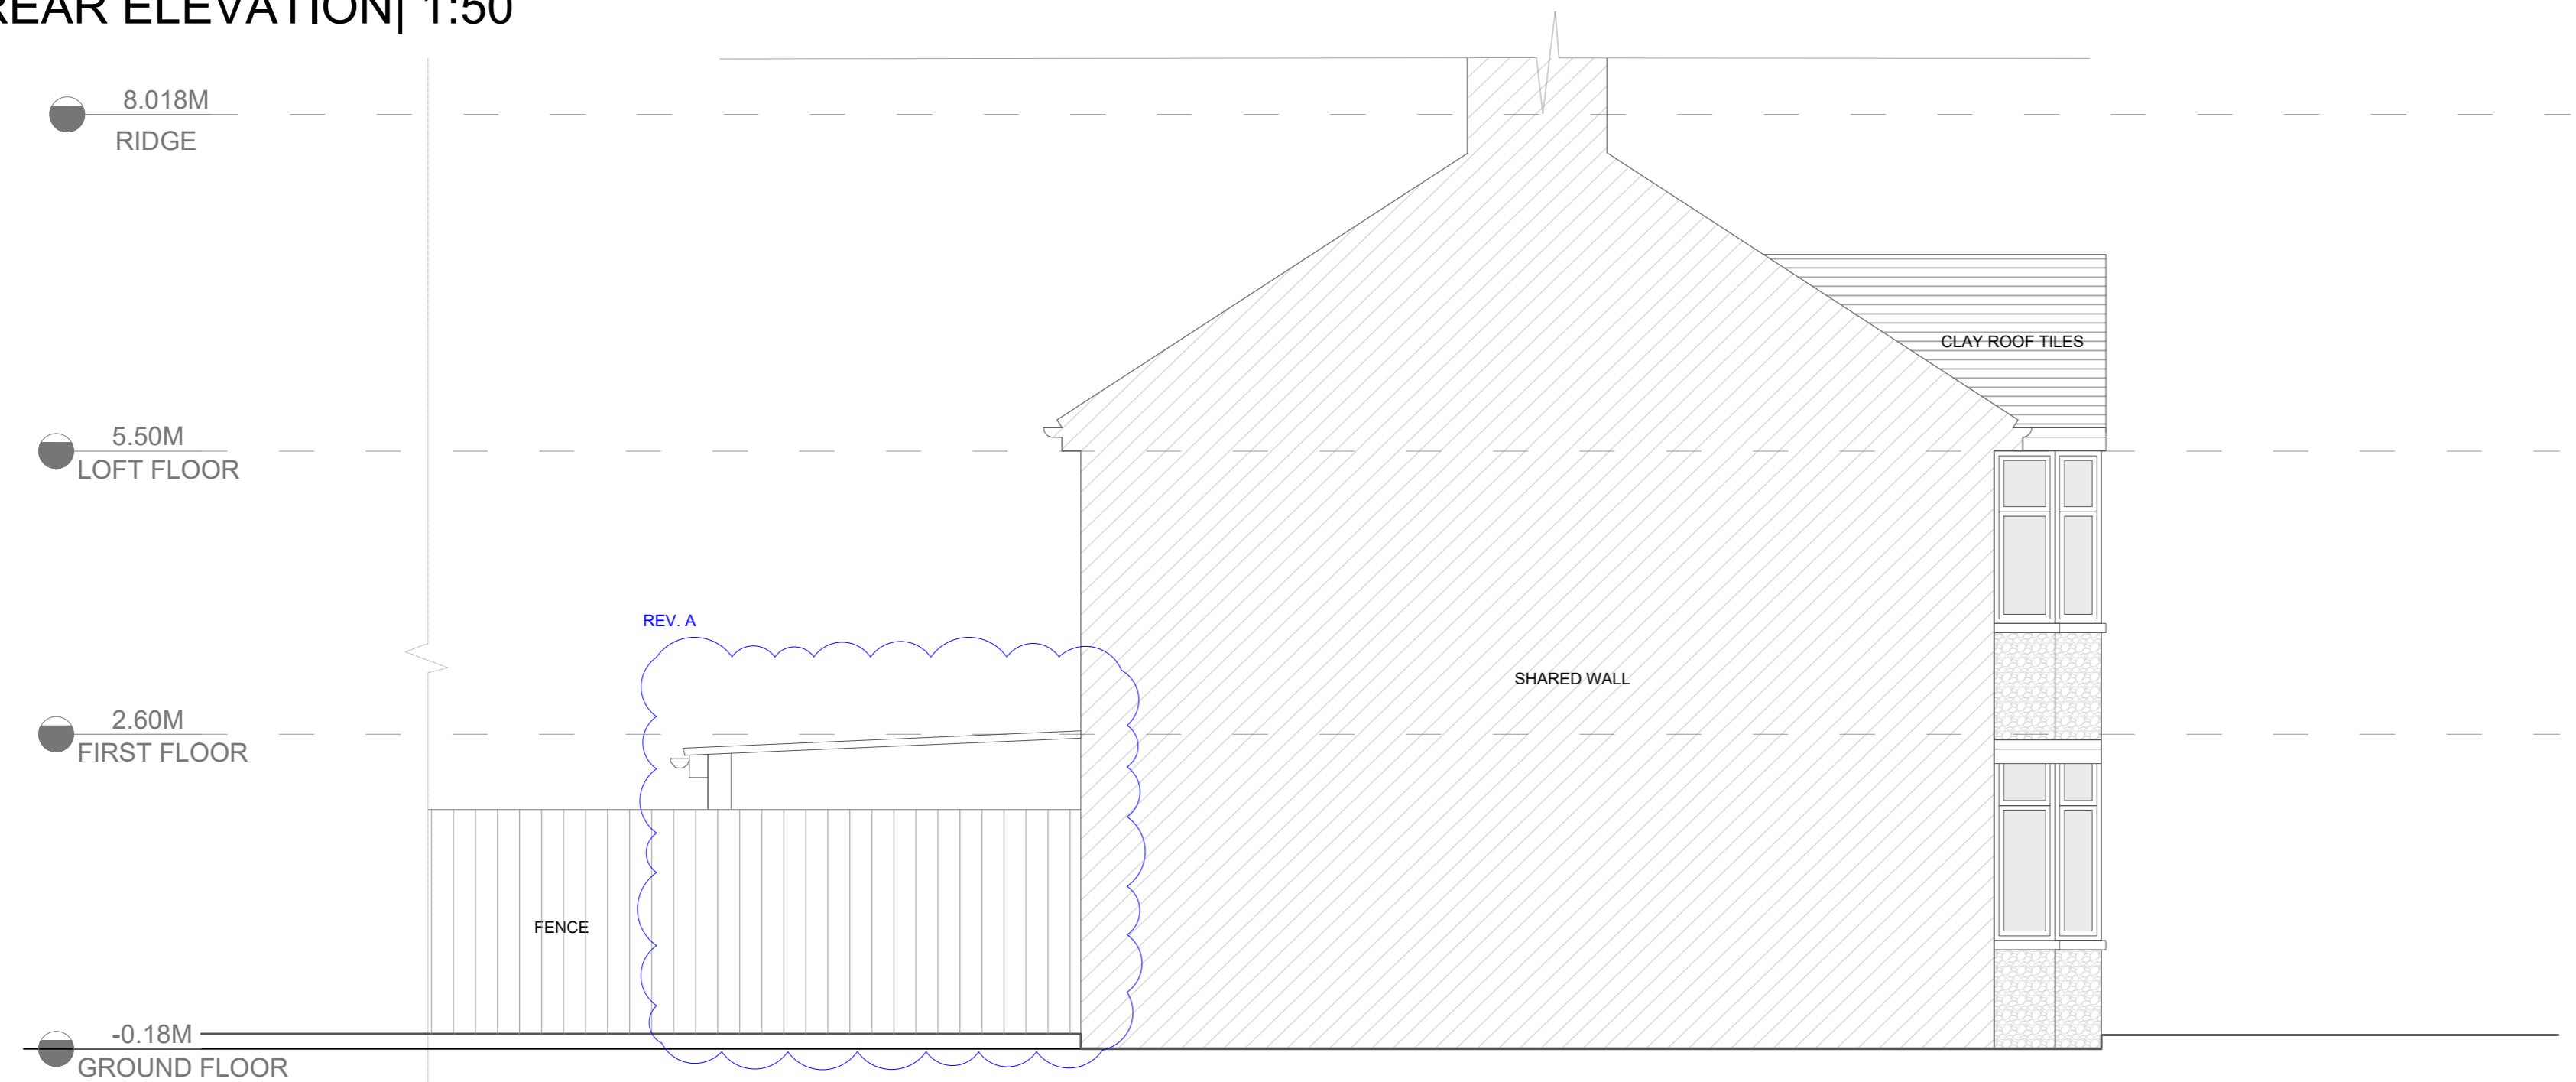 REAR ELEVATION| 1:50
8.018M
RIDGE
CLAY ROOF TILES
5.50M
LOFT FLOOR
REV. A
SHARED WALL
2.60M
FIRST FLOOR
FENCE
-0.18M
GROUND FLOOR